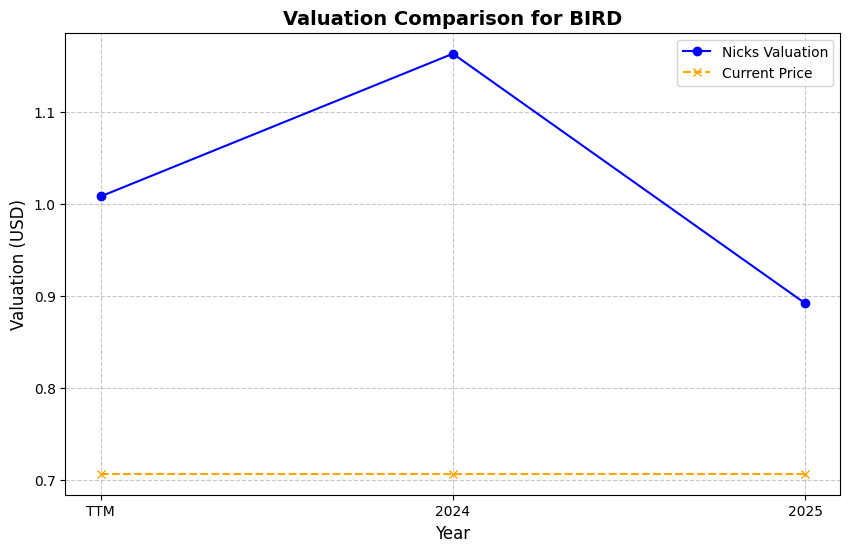 Valuation Comparison for BIRD
Nicks Valuation
Current Price
Valuation (USD)
1.1
1.0
0.9
0.8
0.7
TTM 2024 2025
Year